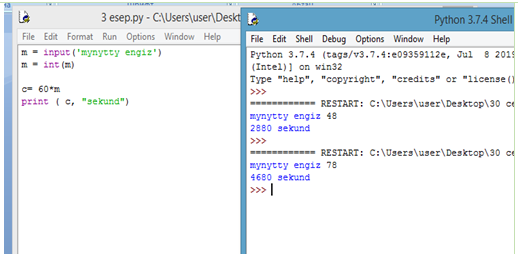 3 esep.py - C:\Users\user\Deskt
File Edit Format Run Options Window Help
m = input('mynytty engiz')
m = int(m)
c= 60*m
print ( c, "sekund")
Python 3.7.4 Shell
File Edit Shell Debug Options Window Help
Python 3.7.4 (tags/v3.7.4:e09359112e, Jul 8 2019
(Intel)] on win32
Type "help", "copyright", "credits" or "license()
>>>
============ RESTART: C:\Users\user\Desktop\30 ce
mynytty engiz 48
2880 sekund
>>>
============ RESTART: C:\Users\user\Desktop\30 ce
mynytty engiz 78
4680 sekund
>>>